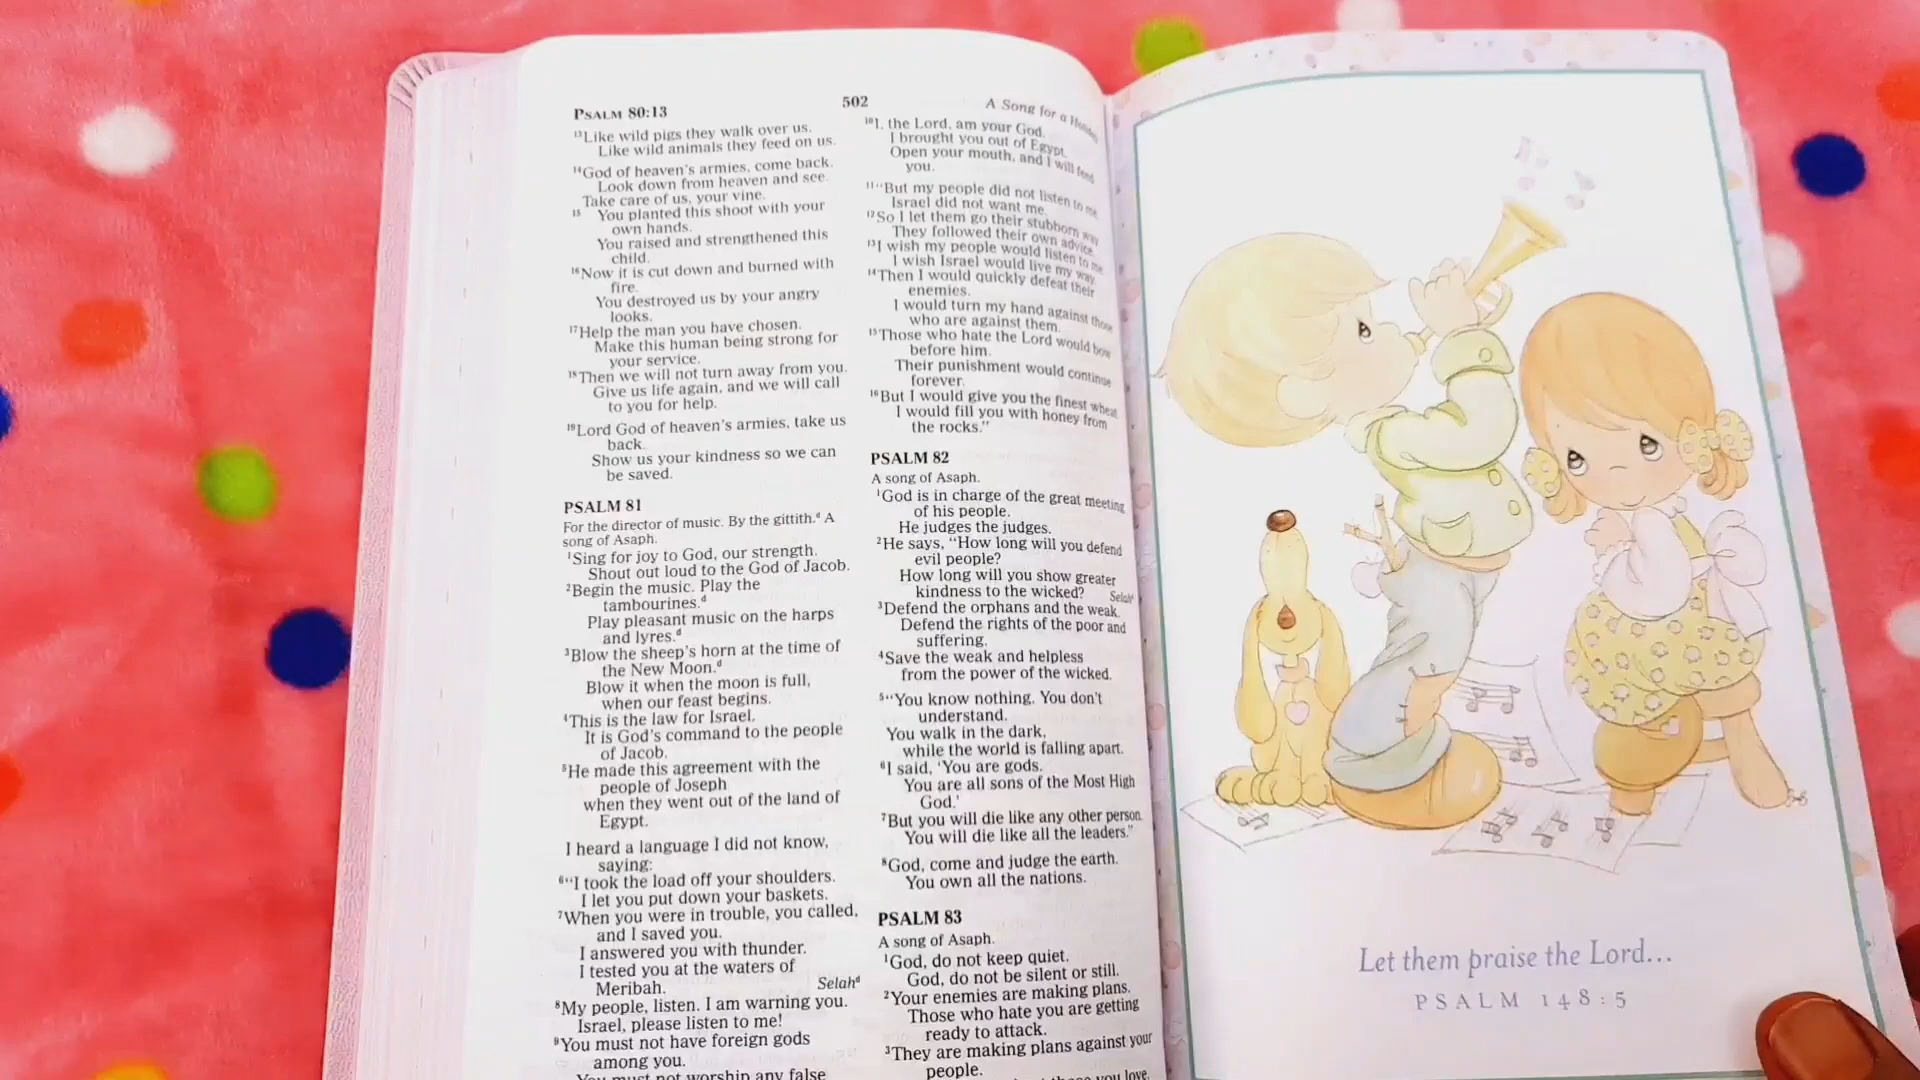 PSALM 80:13
502
A Song for a
13Like wild pigs they walk over us.
Like wild animals they feed on us.
14God of heaven's armies, come back.
Look down from heaven and see.
Take care of us, your vine.
15 You planted this shoot with your
own hands.
You raised and strengthened this
child.
16Now it is cut down and burned with
fire.
You destroyed us by your angry
looks.
17Help the man you have chosen.
Make this human being strong for
your service.
18Then we will not turn away from you.
Give us life again, and we will call
to you for help.
19Lord God of heaven's armies, take us
back.
Show us your kindness so we can
be saved.
PSALM 81
For the director of music. By the gittith.d A
song of Asaph.
1Sing for joy to God, our strength.
Shout out loud to the God of Jacob.
2Begin the music. Play the
tambourines.d
Play pleasant music on the harps
and lyres.d
3Blow the sheep's horn at the time of
the New Moon.d
Blow it when the moon is full,
when our feast begins.
4This is the law for Israel.
It is God's command to the people
of Jacob.
5He made this agreement with the
people of Joseph
when they went out of the land of
Egypt.
I heard a language I did not know,
saying:
6"I took the load off your shoulders.
I let you put down your baskets.
7When you were in trouble, you called,
and I saved you.
I answered you with thunder.
I tested you at the waters of
Meribah. Selahd
8My people, listen. I am warning you.
Israel, please listen to me!
9You must not have foreign gods
among you.
You must not worship any false
10I, the Lord, am your God.
I brought you out of Egypt.
Open your mouth, and I will feed
you.
11"But my people did not listen to me.
Israel did not want me.
12So I let them go their stubborn way.
They followed their own advice.
13I wish my people would listen to me.
I wish Israel would live my way.
14Then I would quickly defeat their
enemies.
I would turn my hand against those
who are against them.
15Those who hate the Lord would bow
before him.
Their punishment would continue
forever.
16But I would give you the finest wheat.
I would fill you with honey from
the rocks."
PSALM 82
A song of Asaph.
1God is in charge of the great meeting
of his people.
He judges the judges.
2He says, "How long will you defend
evil people?
How long will you show greater
kindness to the wicked? Selahd
3Defend the orphans and the weak.
Defend the rights of the poor and
suffering.
4Save the weak and helpless
from the power of the wicked.
5"You know nothing. You don't
understand.
You walk in the dark,
while the world is falling apart.
6I said, 'You are gods.
You are all sons of the Most High
God.'
7But you will die like any other person.
You will die like all the leaders."
8God, come and judge the earth.
You own all the nations.
PSALM 83
A song of Asaph.
1God, do not keep quiet.
God, do not be silent or still.
2Your enemies are making plans.
Those who hate you are getting
ready to attack.
3They are making plans against your
people.
you love.
Let them praise the Lord...
PSALM 148:5